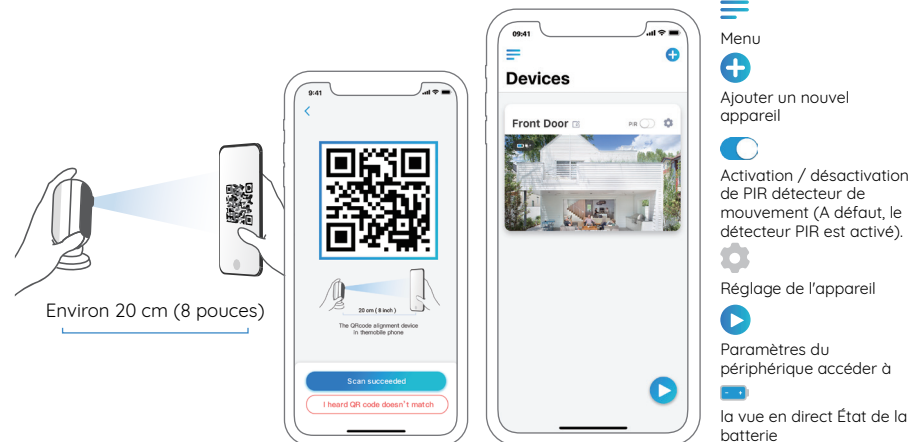 Environ 20 cm (8 pouces)
9:41
20 cm ( 8 inch )
The QRcode alignment device
in themobile phone
Scan succeeded
I heard QR code doesn't match
09:41
Devices
Front Door
PIR
Menu
Ajouter un nouvel
appareil
Activation / désactivation
de PIR détecteur de
mouvement (A défaut, le
détecteur PIR est activé).
Réglage de l'appareil
Paramètres du
périphérique accéder à
la vue en direct État de la
batterie